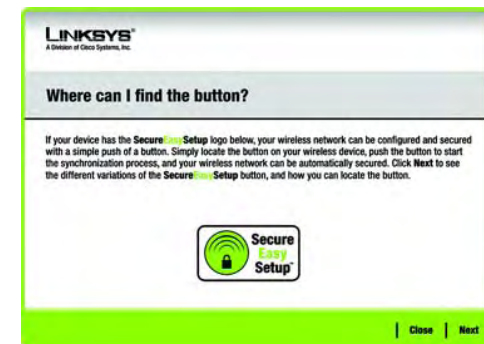 LINKSYS®
A Division of Cisco Systems, Inc.
Where can I find the button?
If your device has the SecureEasySetup logo below, your wireless network can be configured and secured
with a simple push of a button. Simply locate the button on your wireless device, push the button to start
the synchronization process, and your wireless network can be automatically secured. Click Next to see
the different variations of the SecureEasySetup button, and how you can locate the button.
Secure
Easy
Setup™
Close | Next